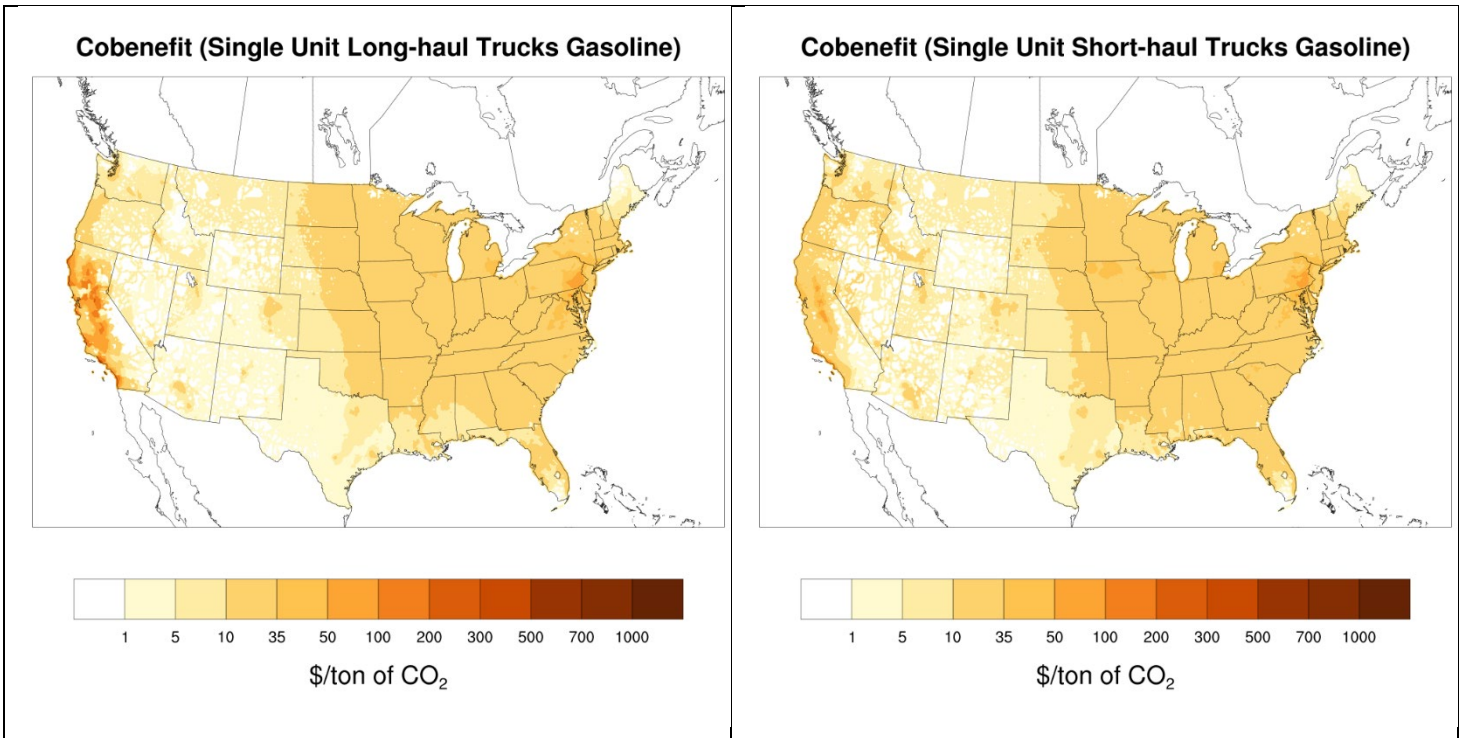 Cobenefit (Single Unit Long-haul Trucks Gasoline)
1 5 10 35 50 100 200 300 500 700 1000
$/ton of CO₂
Cobenefit (Single Unit Short-haul Trucks Gasoline)
1 5 10 35 50 100 200 300 500 700 1000
$/ton of CO₂